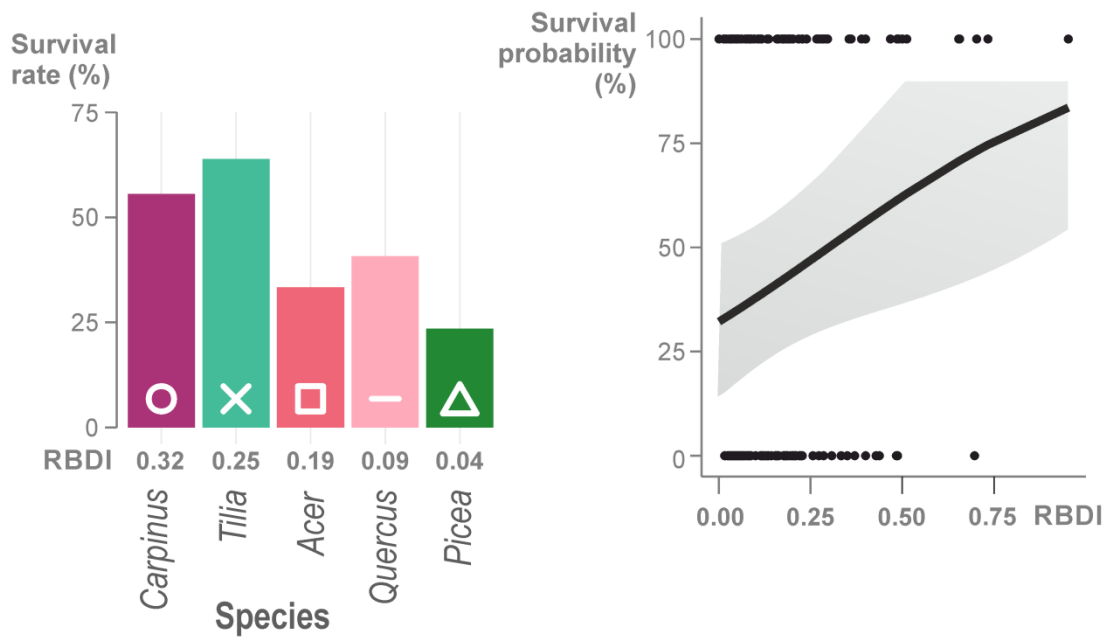 Survival
rate (%)
75
50
25
0
RBDI 0.32 0.25 0.19 0.09 0.04
Carpinus
Tilia
Acer
Quercus
Picea
Species
Survival
probability
(%)
100
75
50
25
0
0.00 0.25 0.50 0.75 RBDI